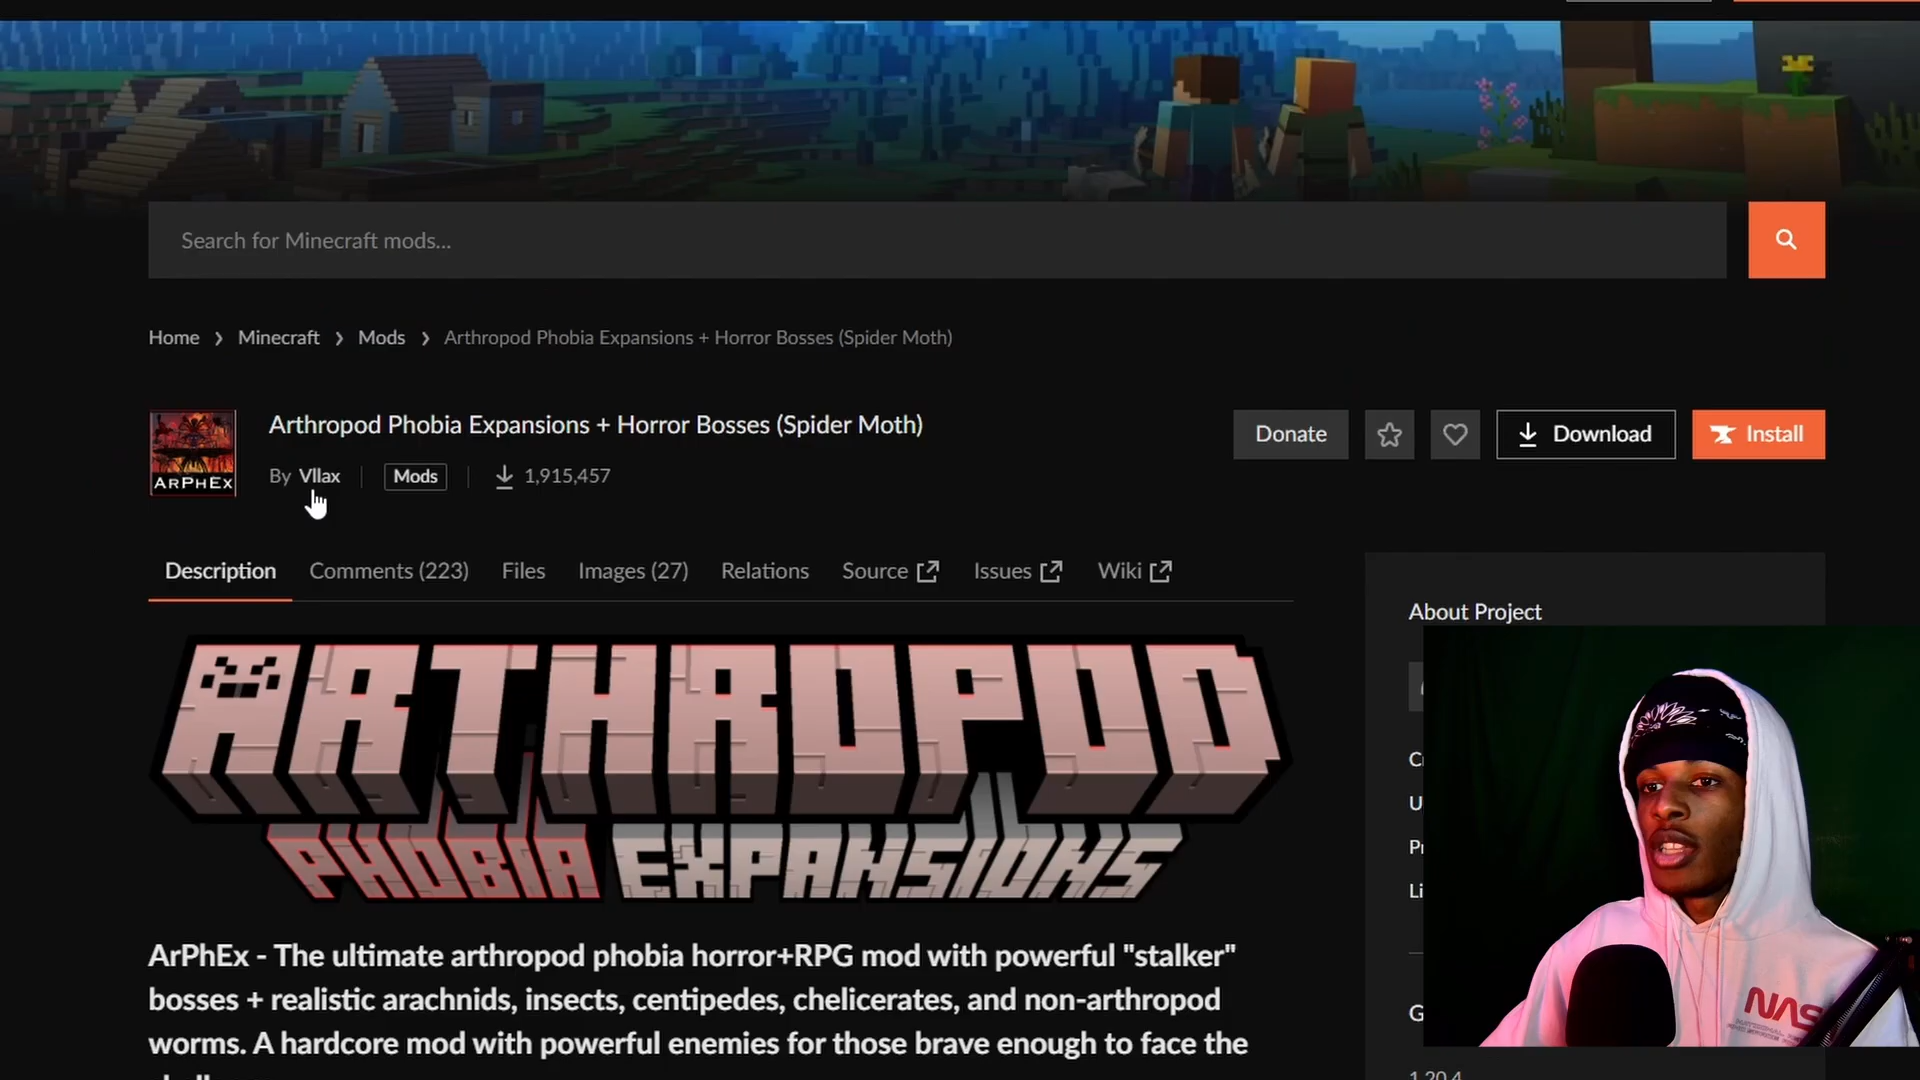 Search for Minecraft mods...
Home > Minecraft > Mods > Arthropod Phobia Expansions + Horror Bosses (Spider Moth)
ARPHEX
Arthropod Phobia Expansions + Horror Bosses (Spider Moth)
By Vllax | Mods | 1,915,457
Donate
Download
Install
Description Comments (223) Files Images (27) Relations Source Issues Wiki
About Project
ARTHROPOD
PHOBIA EXPANSIONS
ArPhEx - The ultimate arthropod phobia horror+RPG mod with powerful "stalker"
bosses + realistic arachnids, insects, centipedes, chelicerates, and non-arthropod
worms. A hardcore mod with powerful enemies for those brave enough to face the
NAS